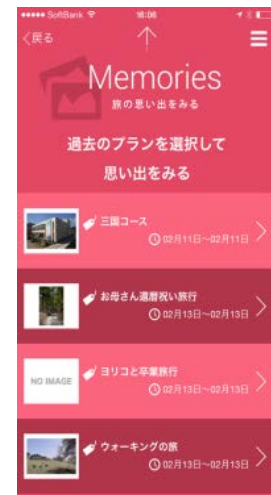 SoftBank 16:06
戻る
Memories
旅の思い出をみる
過去のプランを選択して
思い出をみる
三国コース
02月11日〜02月11日
お母さん還暦祝い旅行
02月13日〜02月13日
NO IMAGE
ヨリコと卒業旅行
02月13日〜02月13日
ウォーキングの旅
02月13日〜02月13日